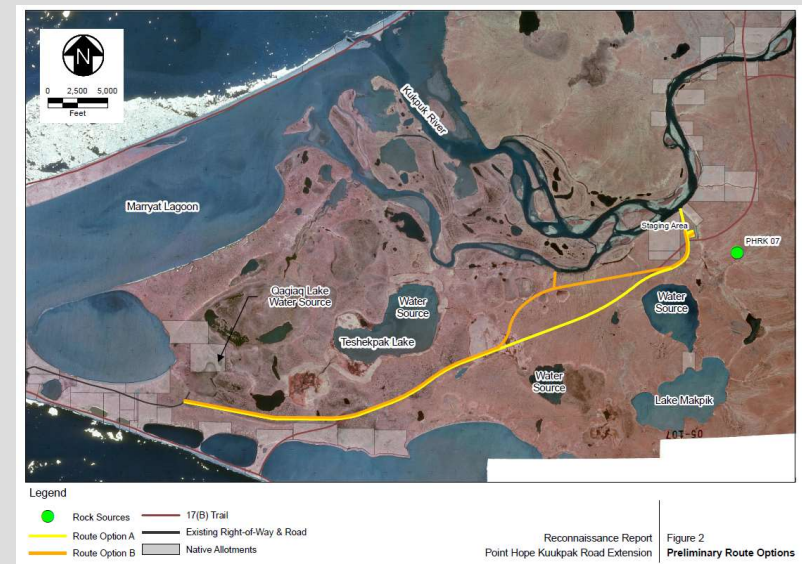 N
0 2,500 5,000
Feet
Kukpuk River
Marryat Lagoon
Staging Area
PHRK 07
Qagiaq Lake
Water Source
Water
Source
Teshekpak Lake
Water
Source
Water
Source
Lake Makpik
05-107
Legend
Rock Sources
Route Option A
Route Option B
17(B) Trail
Existing Right-of-Way & Road
Native Allotments
Reconnaissance Report
Point Hope Kuukpak Road Extension
Figure 2
Preliminary Route Options